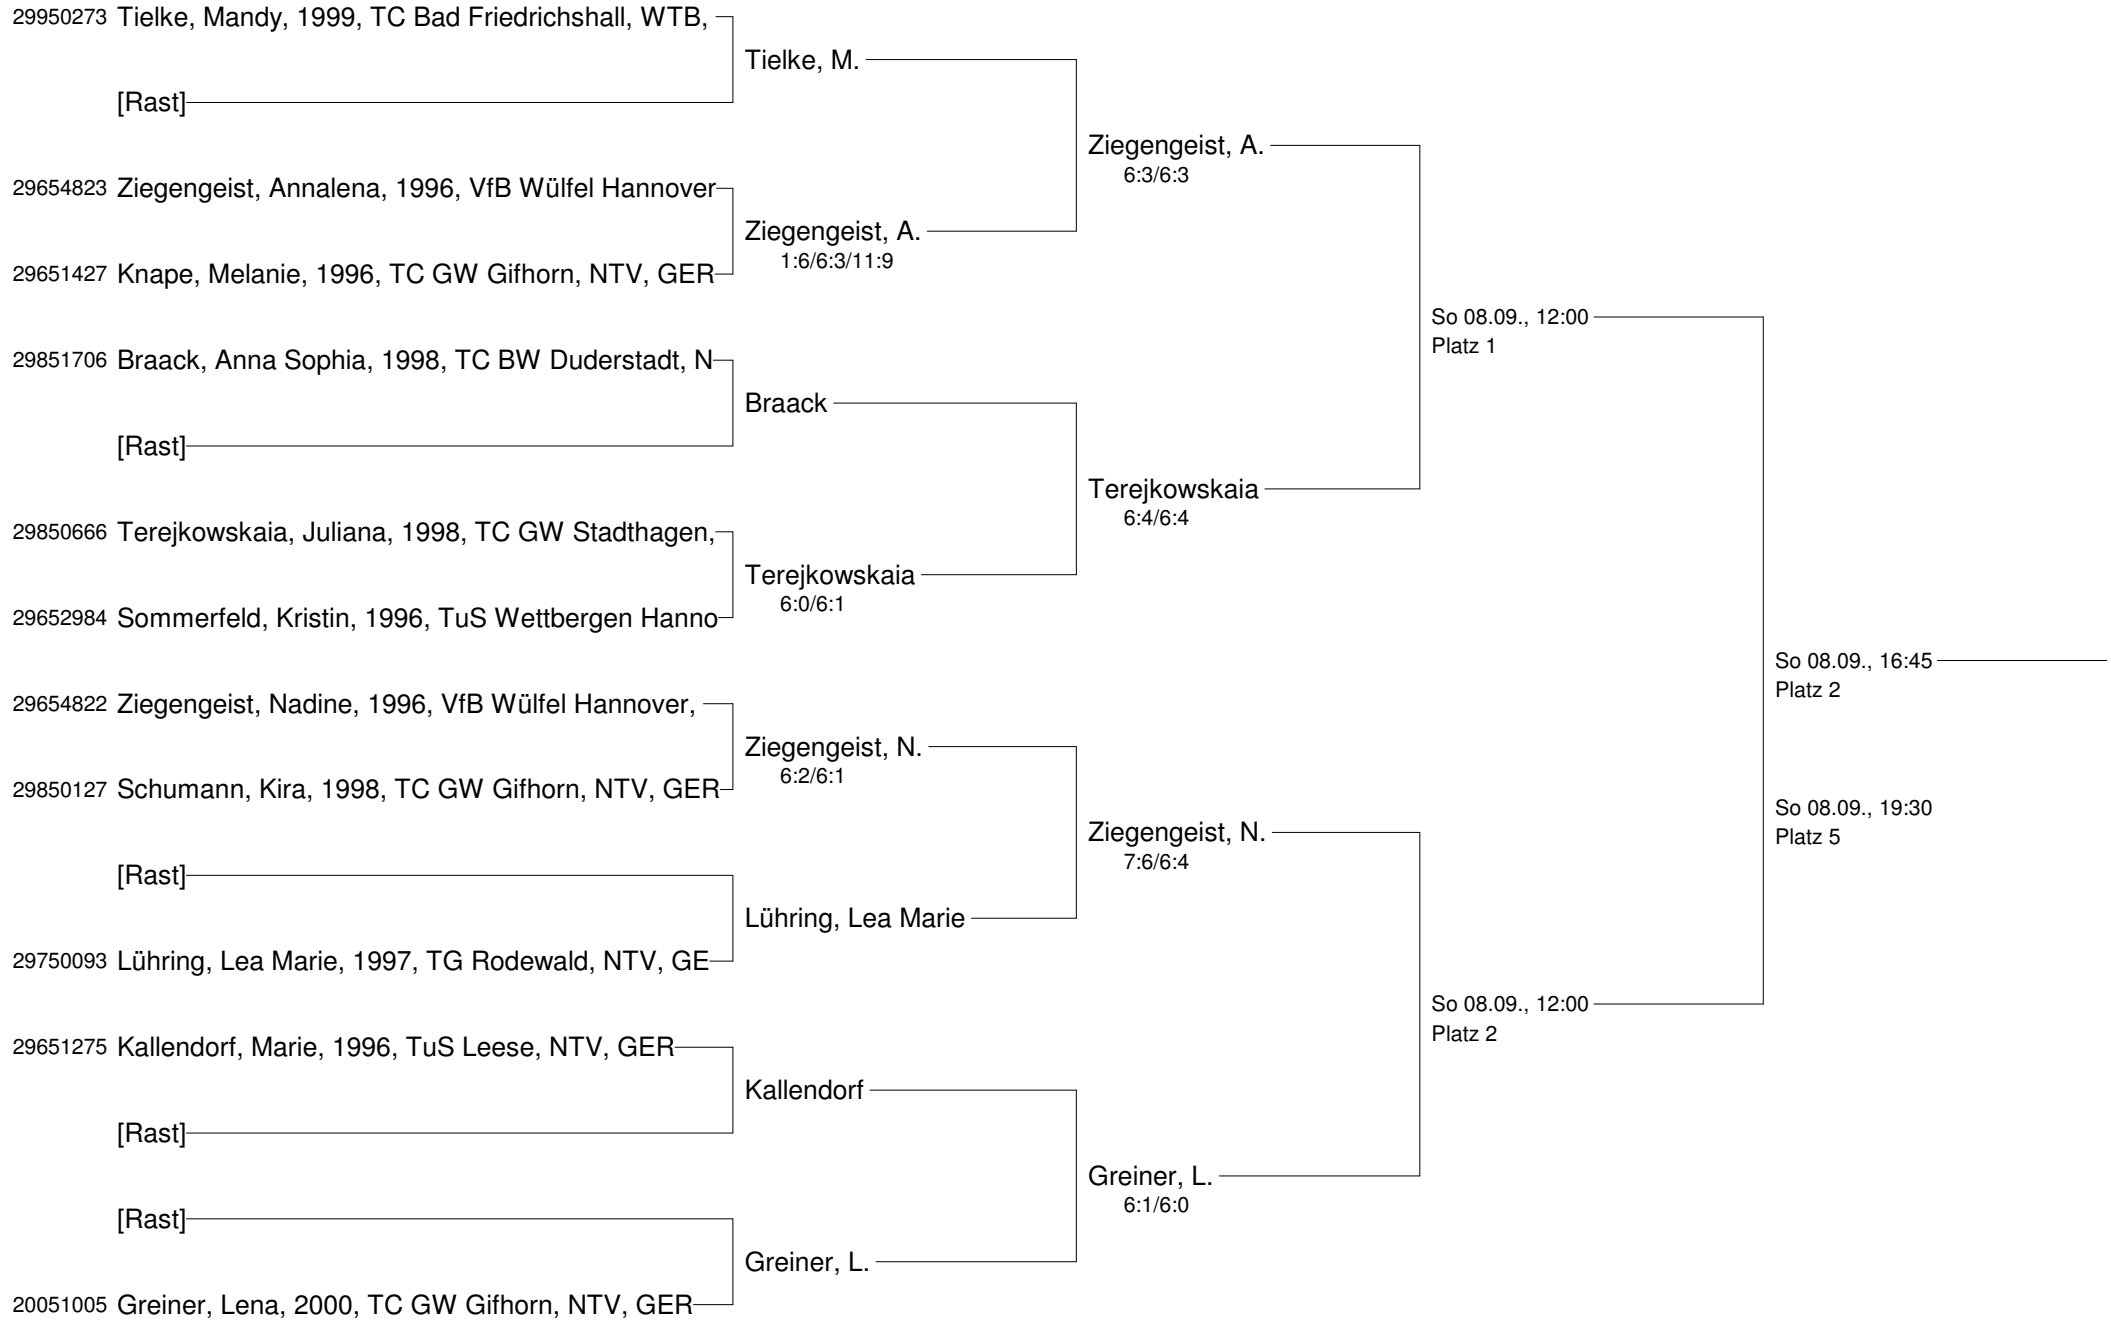 29950273 Tielke, Mandy, 1999, TC Bad Friedrichshall, WTB,
Tielke, M.
[Rast]
Ziegengeist, A.
6:3/6:3
29654823 Ziegengeist, Annalena, 1996, VfB Wülfel Hannover
Ziegengeist, A.
1:6/6:3/11:9
29651427 Knape, Melanie, 1996, TC GW Gifhorn, NTV, GER
So 08.09., 12:00
Platz 1
29851706 Braack, Anna Sophia, 1998, TC BW Duderstadt, N
Braack
[Rast]
Terejkowskaia
6:4/6:4
29850666 Terejkowskaia, Juliana, 1998, TC GW Stadthagen,
Terejkowskaia
6:0/6:1
29652984 Sommerfeld, Kristin, 1996, TuS Wettbergen Hanno
So 08.09., 16:45
Platz 2
29654822 Ziegengeist, Nadine, 1996, VfB Wülfel Hannover,
Ziegengeist, N.
6:2/6:1
29850127 Schumann, Kira, 1998, TC GW Gifhorn, NTV, GER
So 08.09., 19:30
Platz 5
Ziegengeist, N.
7:6/6:4
[Rast]
Lühring, Lea Marie
29750093 Lühring, Lea Marie, 1997, TG Rodewald, NTV, GE
So 08.09., 12:00
Platz 2
29651275 Kallendorf, Marie, 1996, TuS Leese, NTV, GER
Kallendorf
[Rast]
Greiner, L.
6:1/6:0
[Rast]
Greiner, L.
20051005 Greiner, Lena, 2000, TC GW Gifhorn, NTV, GER